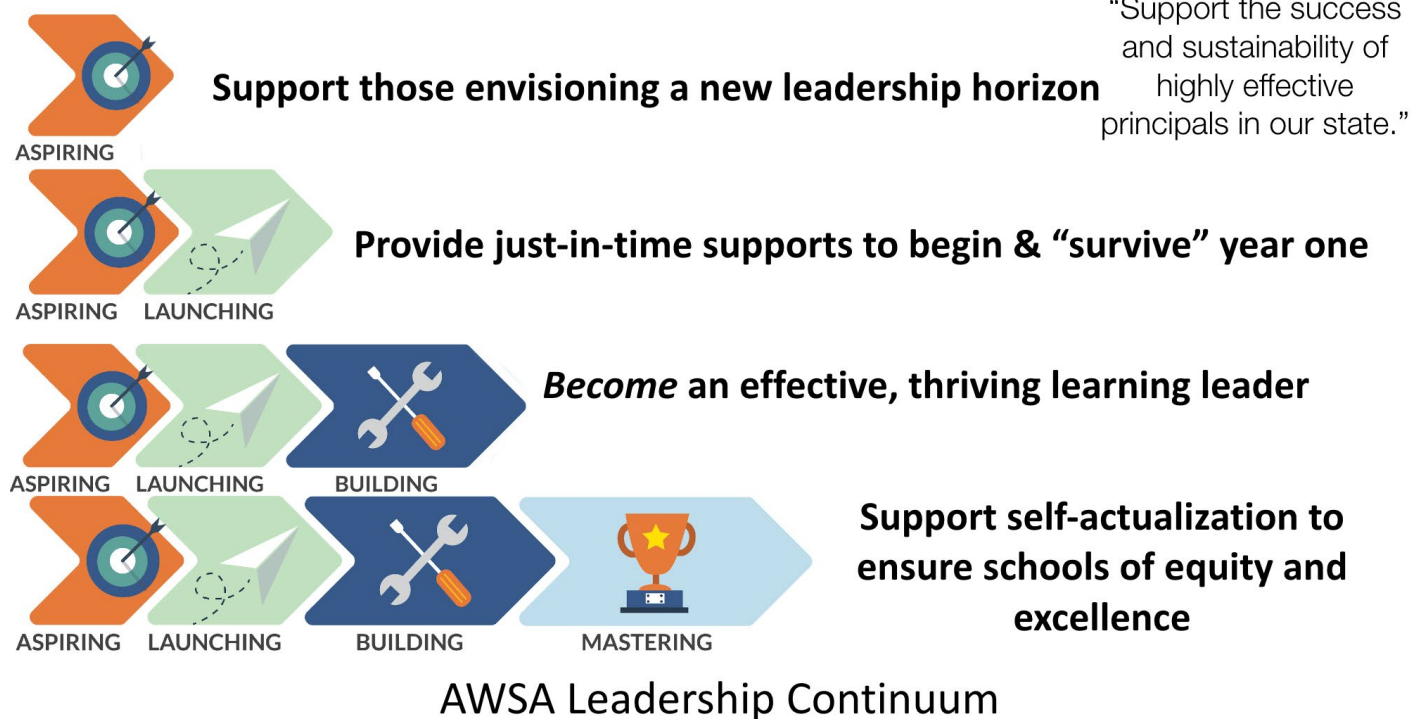 "Support the success
and sustainability of
highly effective
principals in our state."
Support those envisioning a new leadership horizon
ASPIRING
Provide just-in-time supports to begin & “survive” year one
ASPIRING LAUNCHING
Become an effective, thriving learning leader
ASPIRING LAUNCHING BUILDING
Support self-actualization to
ensure schools of equity and
excellence
ASPIRING LAUNCHING BUILDING MASTERING
AWSA Leadership Continuum